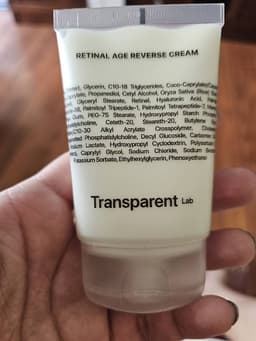 RETINAL AGE REVERSE CREAM
Glycerin, C10-18 Triglycerides, Coco-Caprylate/
Propanediol, Cetyl Alcohol, Oryza Sativa (Rice)
Glyceryl Stearate, Retinal, Hyaluronic Acid,
Palmitoyl Tripeptide-1, Palmitoyl Tetrapeptide-7,
Gum, PEG-75 Stearate, Hydroxypropyl Starch
Ceteth-20, Steareth-20, Butylene
C10-30 Alkyl Acrylate Crosspolymer,
Phosphatidylcholine, Decyl Glucoside,
Lactate, Hydroxypropyl Cyclodextrin,
Caprylyl Glycol, Sodium Chloride, Sodium
Potassium Sorbate, Ethylhexylglycerin, Phenoxyethanol
Transparent Lab